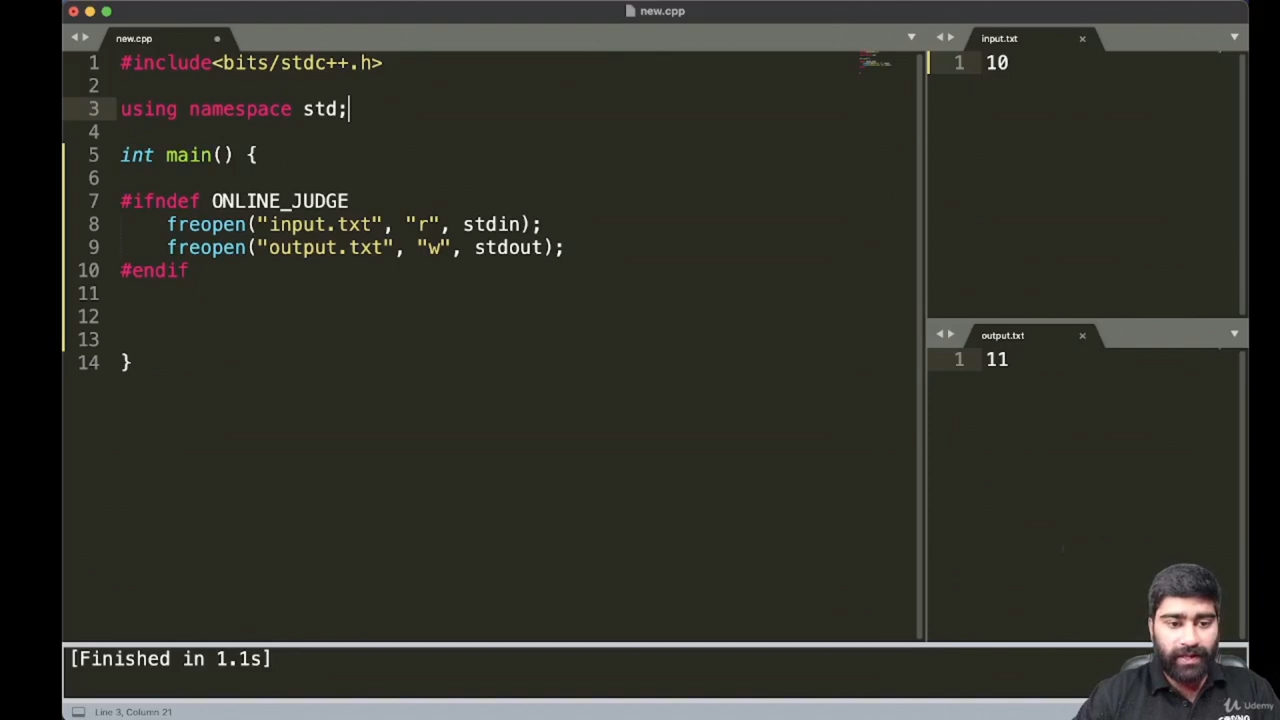 new.cpp
new.cpp
1 #include<bits/stdc++.h>
2
3 using namespace std;
4
5 int main() {
6
7 #ifndef ONLINE_JUDGE
8 freopen("input.txt", "r", stdin);
9 freopen("output.txt", "w", stdout);
10 #endif
11
12
13
14 }
input.txt
1 10
output.txt
1 11
[Finished in 1.1s]
Line 3, Column 21
Udemy